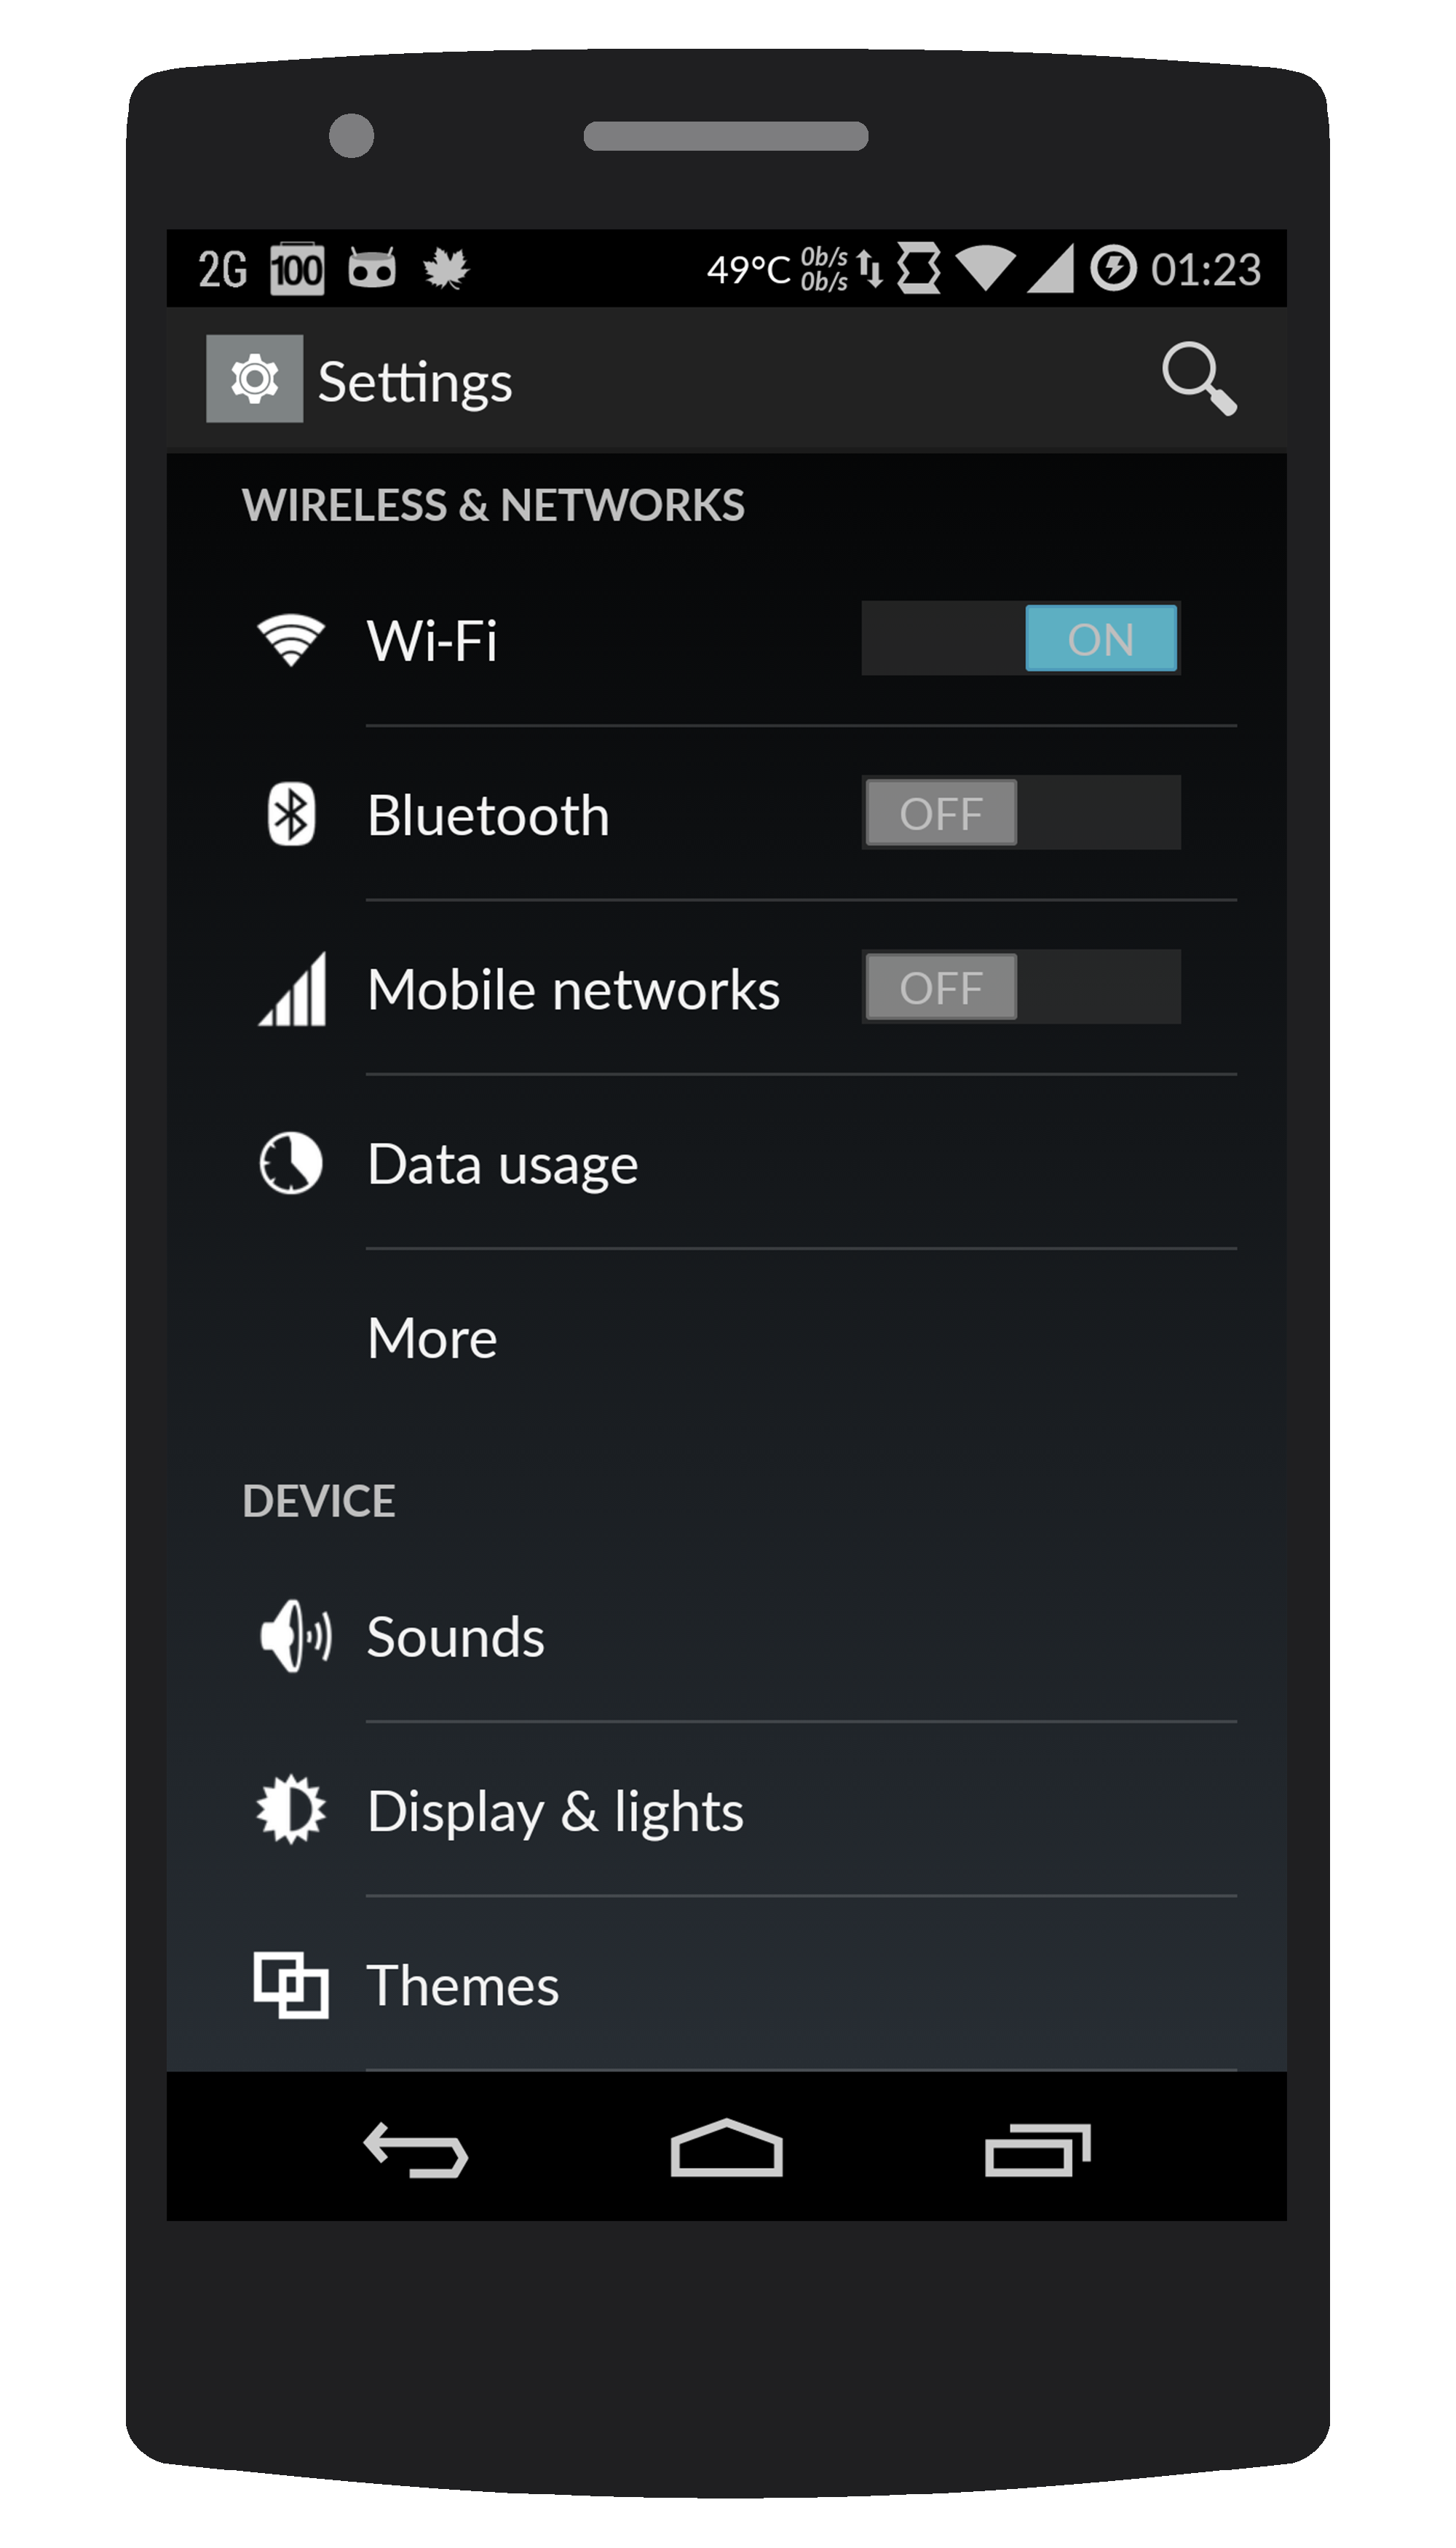 2G 100 49°C 0b/s 0b/s 01:23
Settings
WIRELESS & NETWORKS
Wi-Fi ON
Bluetooth OFF
Mobile networks OFF
Data usage
More
DEVICE
Sounds
Display & lights
Themes